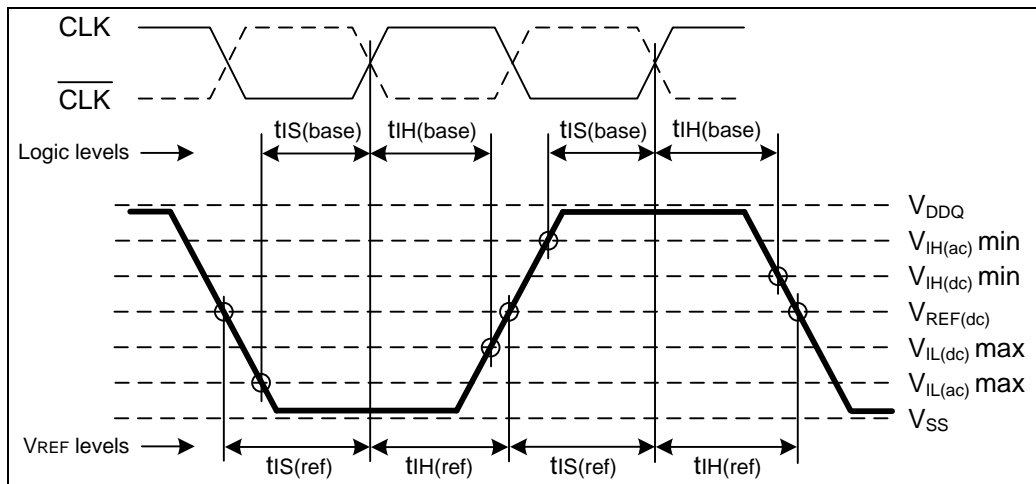 CLK
CLK
tIS(base) tIH(base) tIS(base) tIH(base)
Logic levels
VDDQ
VIH(ac) min
VIH(dc) min
VREF(dc)
VIL(dc) max
VIL(ac) max
VSS
VREF levels
tIS(ref) tIH(ref) tIS(ref) tIH(ref)